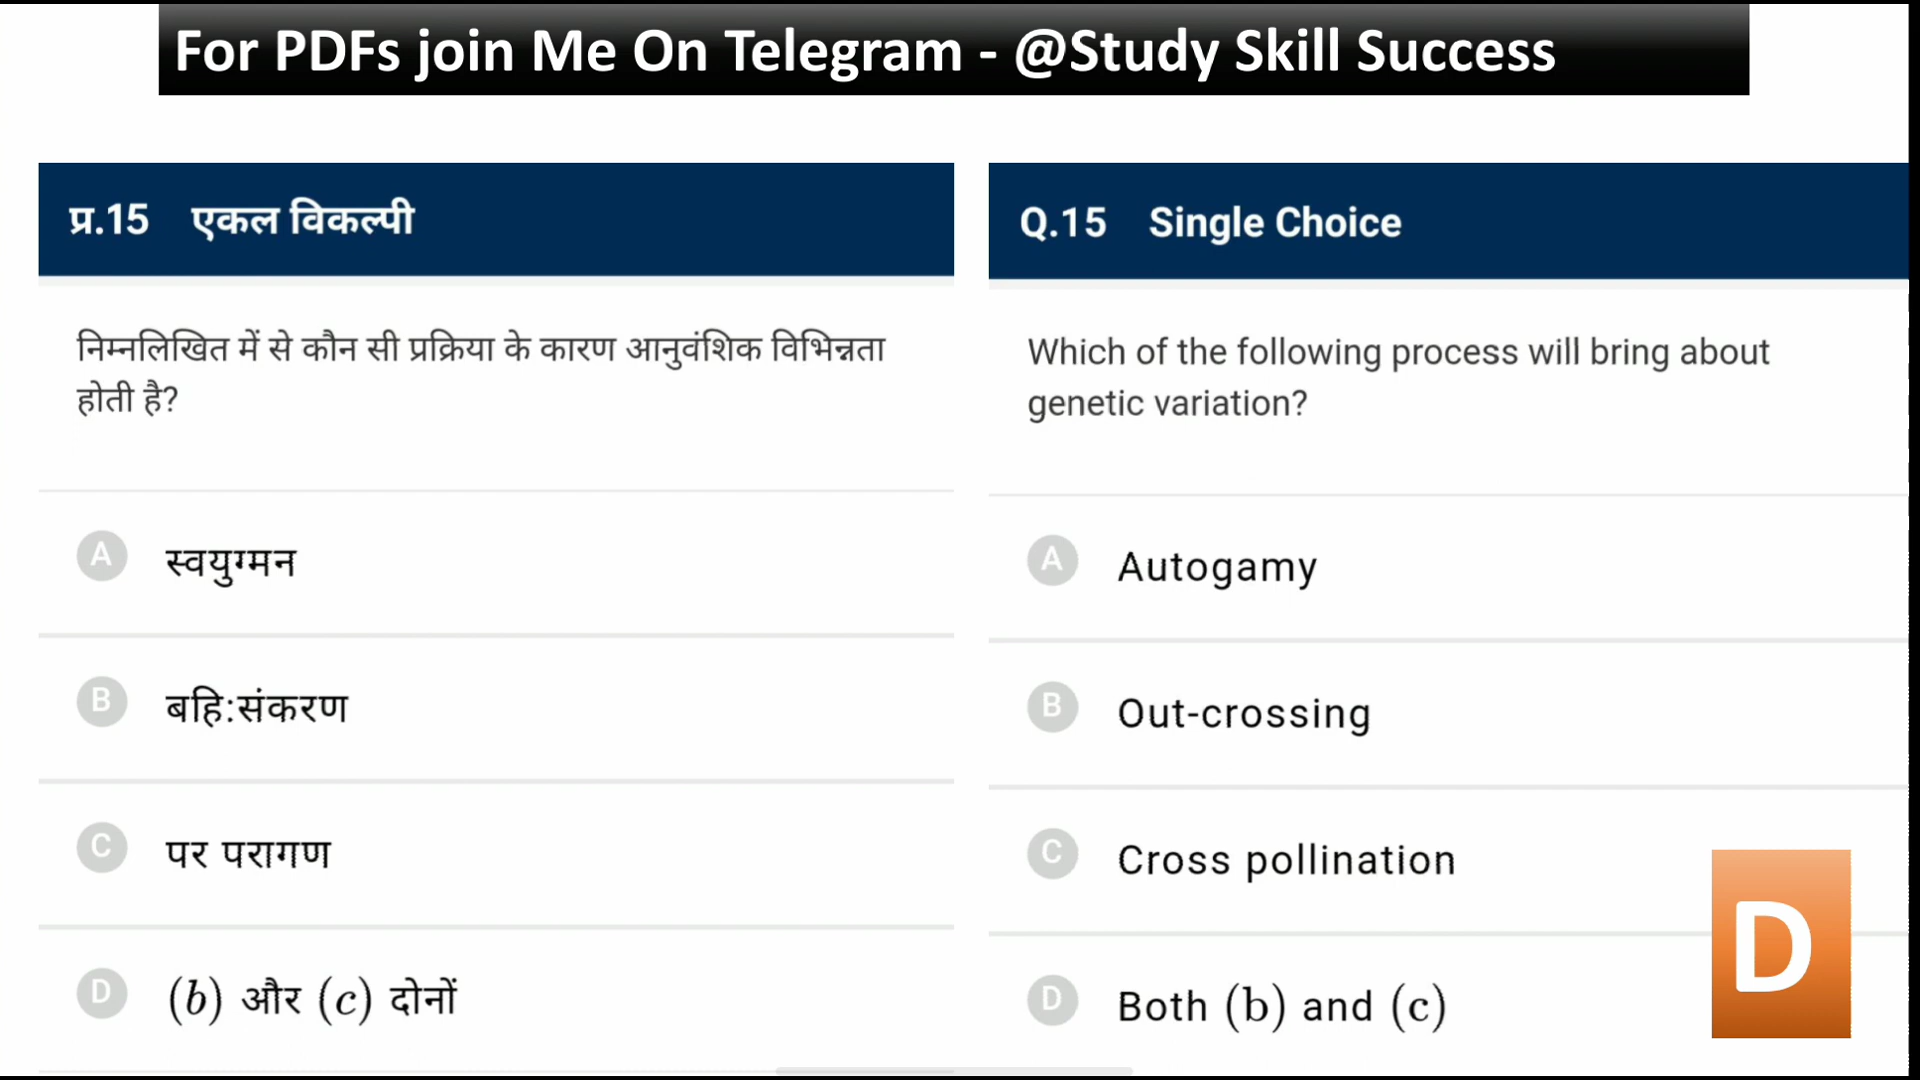 For PDFs join Me On Telegram - @Study Skill Success
प्र.15 एकल विकल्पी
निम्नलिखित में से कौन सी प्रक्रिया के कारण आनुवंशिक विभिन्नता
होती है?
A स्वयुग्मन
B बहि:संकरण
C पर परागण
D (b) और (c) दोनों
Q.15 Single Choice
Which of the following process will bring about
genetic variation?
A Autogamy
B Out-crossing
C Cross pollination
D Both (b) and (c)
D